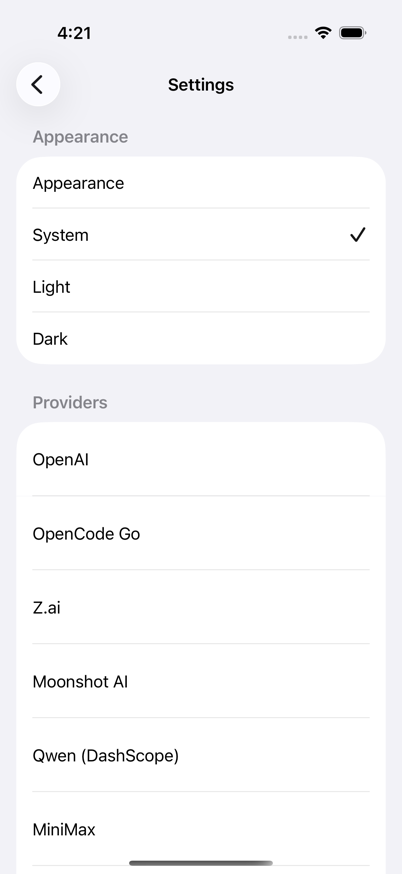 4:21
Settings
Appearance
Appearance
System
Light
Dark
Providers
OpenAI
OpenCode Go
Z.ai
Moonshot AI
Qwen (DashScope)
MiniMax